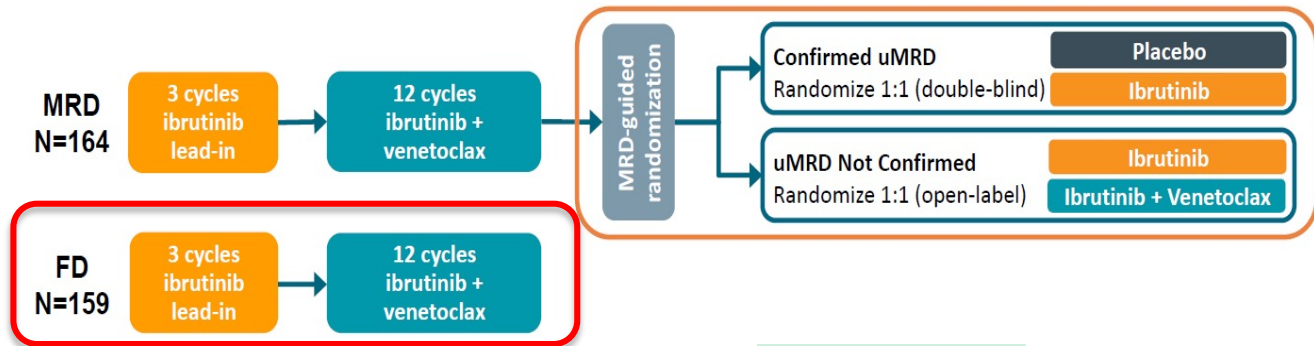 MRD
N=164
3 cycles
ibrutinib
lead-in
12 cycles
ibrutinib +
venetoclax
MRD-guided
randomization
Confirmed uMRD
Randomize 1:1 (double-blind)
Placebo
Ibrutinib
uMRD Not Confirmed
Randomize 1:1 (open-label)
Ibrutinib
Ibrutinib + Venetoclax
FD
N=159
3 cycles
ibrutinib
lead-in
12 cycles
ibrutinib +
venetoclax